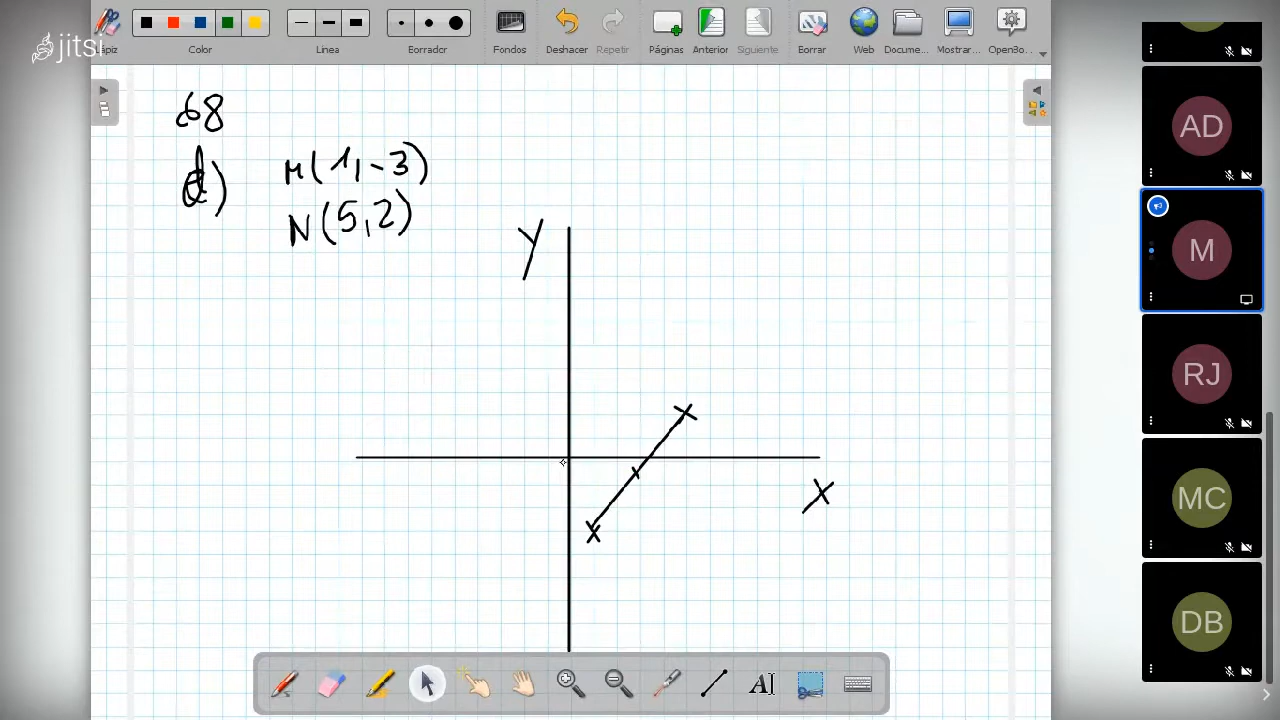 jitsi
Color
Línea
Borrador
Fondos
Deshacer
Repetir
Páginas
Anterior
Siguiente
Borrar
Web
Docume...
Mostrar...
OpenBo...
68
d) M(1,-3)
N(5,2)
Y
X
AI
AD
M
RJ
MC
DB